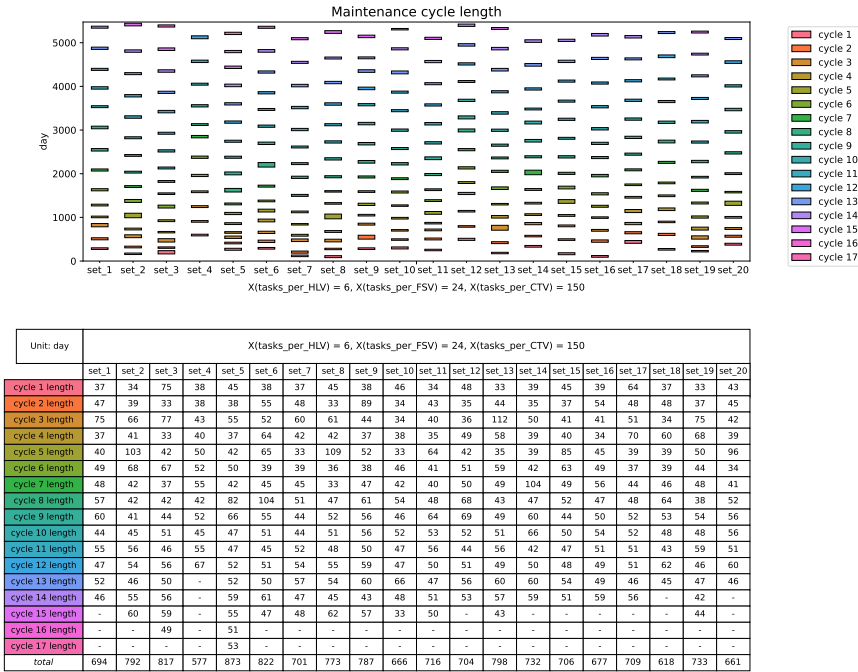 Maintenance cycle length
5000
4000
3000
2000
1000
0
day
set_1 set_2 set_3 set_4 set_5 set_6 set_7 set_8 set_9 set_10 set_11 set_12 set_13 set_14 set_15 set_16 set_17 set_18 set_19 set_20
X(tasks_per_HLV) = 6, X(tasks_per_FSV) = 24, X(tasks_per_CTV) = 150
cycle 1
cycle 2
cycle 3
cycle 4
cycle 5
cycle 6
cycle 7
cycle 8
cycle 9
cycle 10
cycle 11
cycle 12
cycle 13
cycle 14
cycle 15
cycle 16
cycle 17
Unit: day X(tasks_per_HLV) = 6, X(tasks_per_FSV) = 24, X(tasks_per_CTV) = 150
set_1 set_2 set_3 set_4 set_5 set_6 set_7 set_8 set_9 set_10 set_11 set_12 set_13 set_14 set_15 set_16 set_17 set_18 set_19 set_20
cycle 1 length 37 34 75 38 45 38 37 45 38 46 34 48 33 39 45 39 64 37 33 43
cycle 2 length 47 39 33 38 38 55 48 33 89 34 43 35 44 35 37 54 48 48 37 45
cycle 3 length 75 66 77 43 55 52 60 61 44 34 40 36 112 50 41 41 51 34 75 42
cycle 4 length 37 41 33 40 37 64 42 42 37 38 35 49 58 39 40 34 70 60 68 39
cycle 5 length 40 103 42 50 42 65 33 109 52 33 64 42 35 39 85 45 39 39 50 96
cycle 6 length 49 68 67 52 50 39 39 36 38 46 41 51 59 42 63 49 37 39 44 34
cycle 7 length 48 42 37 55 42 45 45 33 47 42 40 50 49 104 49 56 44 46 48 41
cycle 8 length 57 42 42 42 82 104 51 47 61 54 48 68 43 47 52 47 48 64 38 52
cycle 9 length 60 41 44 52 66 55 44 52 56 46 64 69 49 60 44 50 52 53 54 56
cycle 10 length 44 45 51 45 47 51 44 51 56 52 53 52 51 66 50 54 52 48 48 56
cycle 11 length 55 56 46 55 47 45 52 48 50 47 56 44 56 42 47 51 51 43 59 51
cycle 12 length 47 54 56 67 52 51 54 55 59 47 50 51 49 50 48 49 51 62 46 60
cycle 13 length 52 46 50 - 52 50 57 54 60 66 47 56 60 60 54 49 46 45 47 46
cycle 14 length 46 55 56 - 59 61 47 45 43 48 51 53 57 59 51 59 56 - 42 -
cycle 15 length - 60 59 - 55 47 48 62 57 33 50 - 43 - - - - - 44 -
cycle 16 length - - 49 - 51 - - - - - - - - - - - - - - -
cycle 17 length - - - - 53 - - - - - - - - - - - - - - -
total 694 792 817 577 873 822 701 773 787 666 716 704 798 732 706 677 709 618 733 661